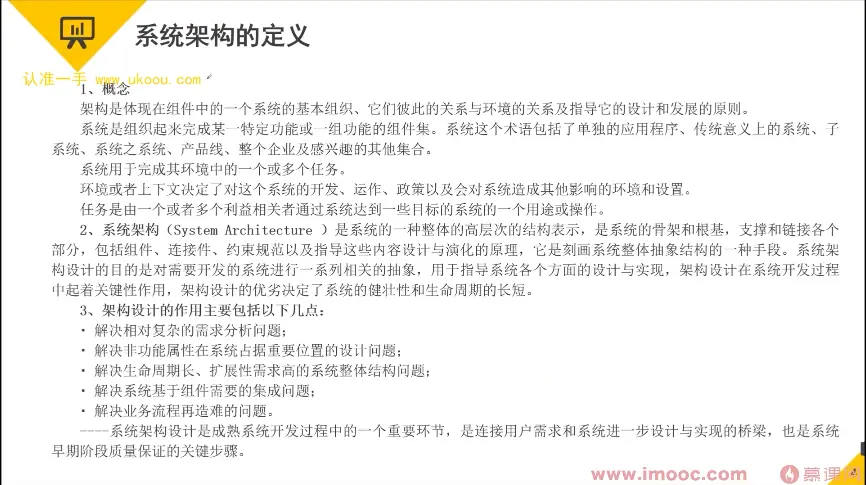 系统架构的定义
认准一手 www.ukoou.com
1、概念
架构是体现在组件中的一个系统的基本组织、它们彼此的关系与环境的关系及指导它的设计和发展的原则。
系统是组织起来完成某一特定功能或一组功能的组件集。系统这个术语包括了单独的应用程序、传统意义上的系统、子
系统、系统之系统、产品线、整个企业及感兴趣的其他集合。
系统用于完成其环境中的一个或多个任务。
环境或者上下文决定了对这个系统的开发、运作、政策以及会对系统造成其他影响的环境和设置。
任务是由一个或者多个利益相关者通过系统达到一些目标的系统的一个用途或操作。
2、系统架构（System Architecture ）是系统的一种整体的高层次的结构表示，是系统的骨架和根基，支撑和链接各个
部分，包括组件、连接件、约束规范以及指导这些内容设计与演化的原理，它是刻画系统整体抽象结构的一种手段。系统架
构设计的目的是对需要开发的系统进行一系列相关的抽象，用于指导系统各个方面的设计与实现，架构设计在系统开发过程
中起着关键性作用，架构设计的优劣决定了系统的健壮性和生命周期的长短。
3、架构设计的作用主要包括以下几点：
• 解决相对复杂的需求分析问题；
• 解决非功能属性在系统占据重要位置的设计问题；
• 解决生命周期长、扩展性需求高的系统整体结构问题；
• 解决系统基于组件需要的集成问题；
• 解决业务流程再造难的问题。
----系统架构设计是成熟系统开发过程中的一个重要环节，是连接用户需求和系统进一步设计与实现的桥梁，也是系统
早期阶段质量保证的关键步骤。
www.imooc.com 慕课